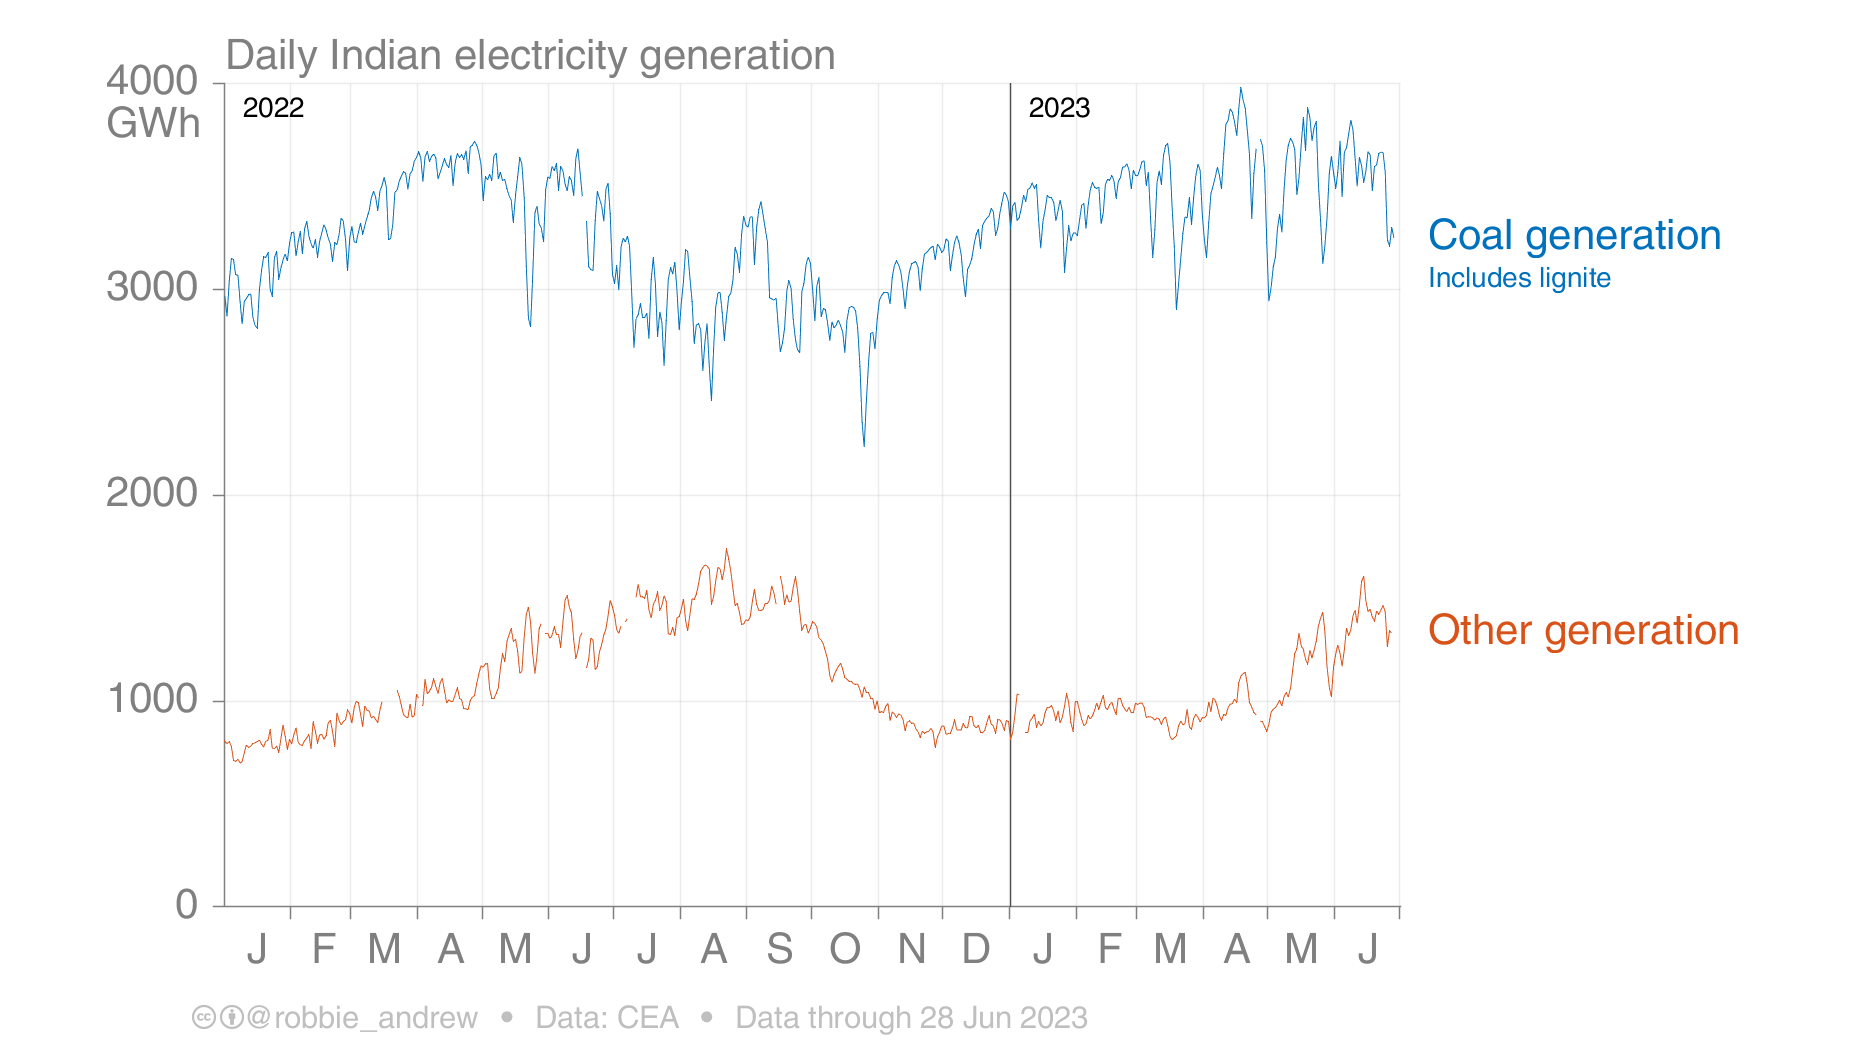 Daily Indian electricity generation
4000
GWh
2022
2023
3000
2000
1000
0
Coal generation
Includes lignite
Other generation
J F M A M J J A S O N D J F M A M J
@robbie_andrew • Data: CEA • Data through 28 Jun 2023